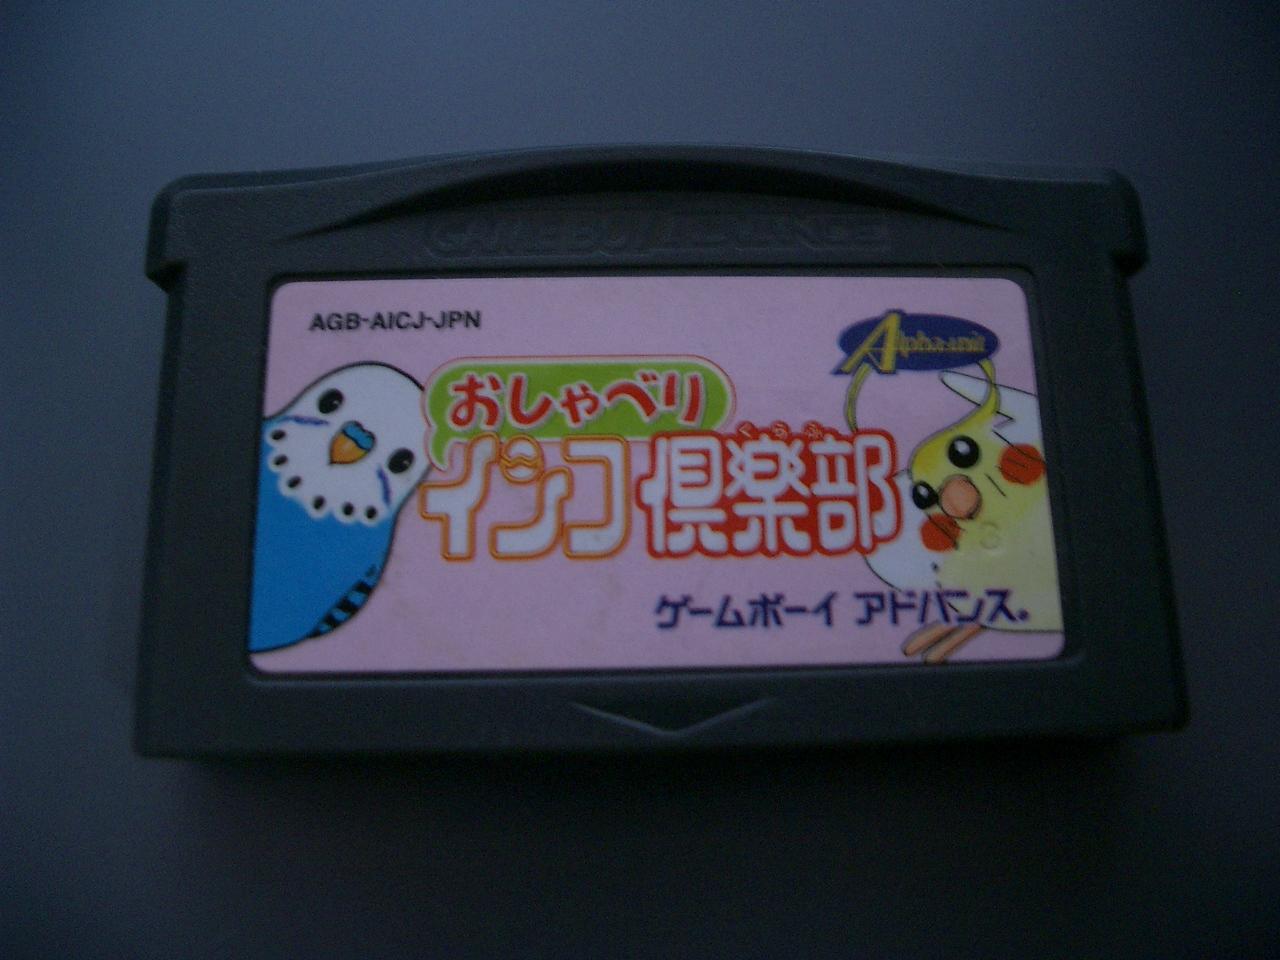 GAME BOY ADVANCE
AGB-AICJ-JPN
Alpha-unit
おしゃべり
くらぶ
インコ倶楽部
ゲームボーイ アドバンス